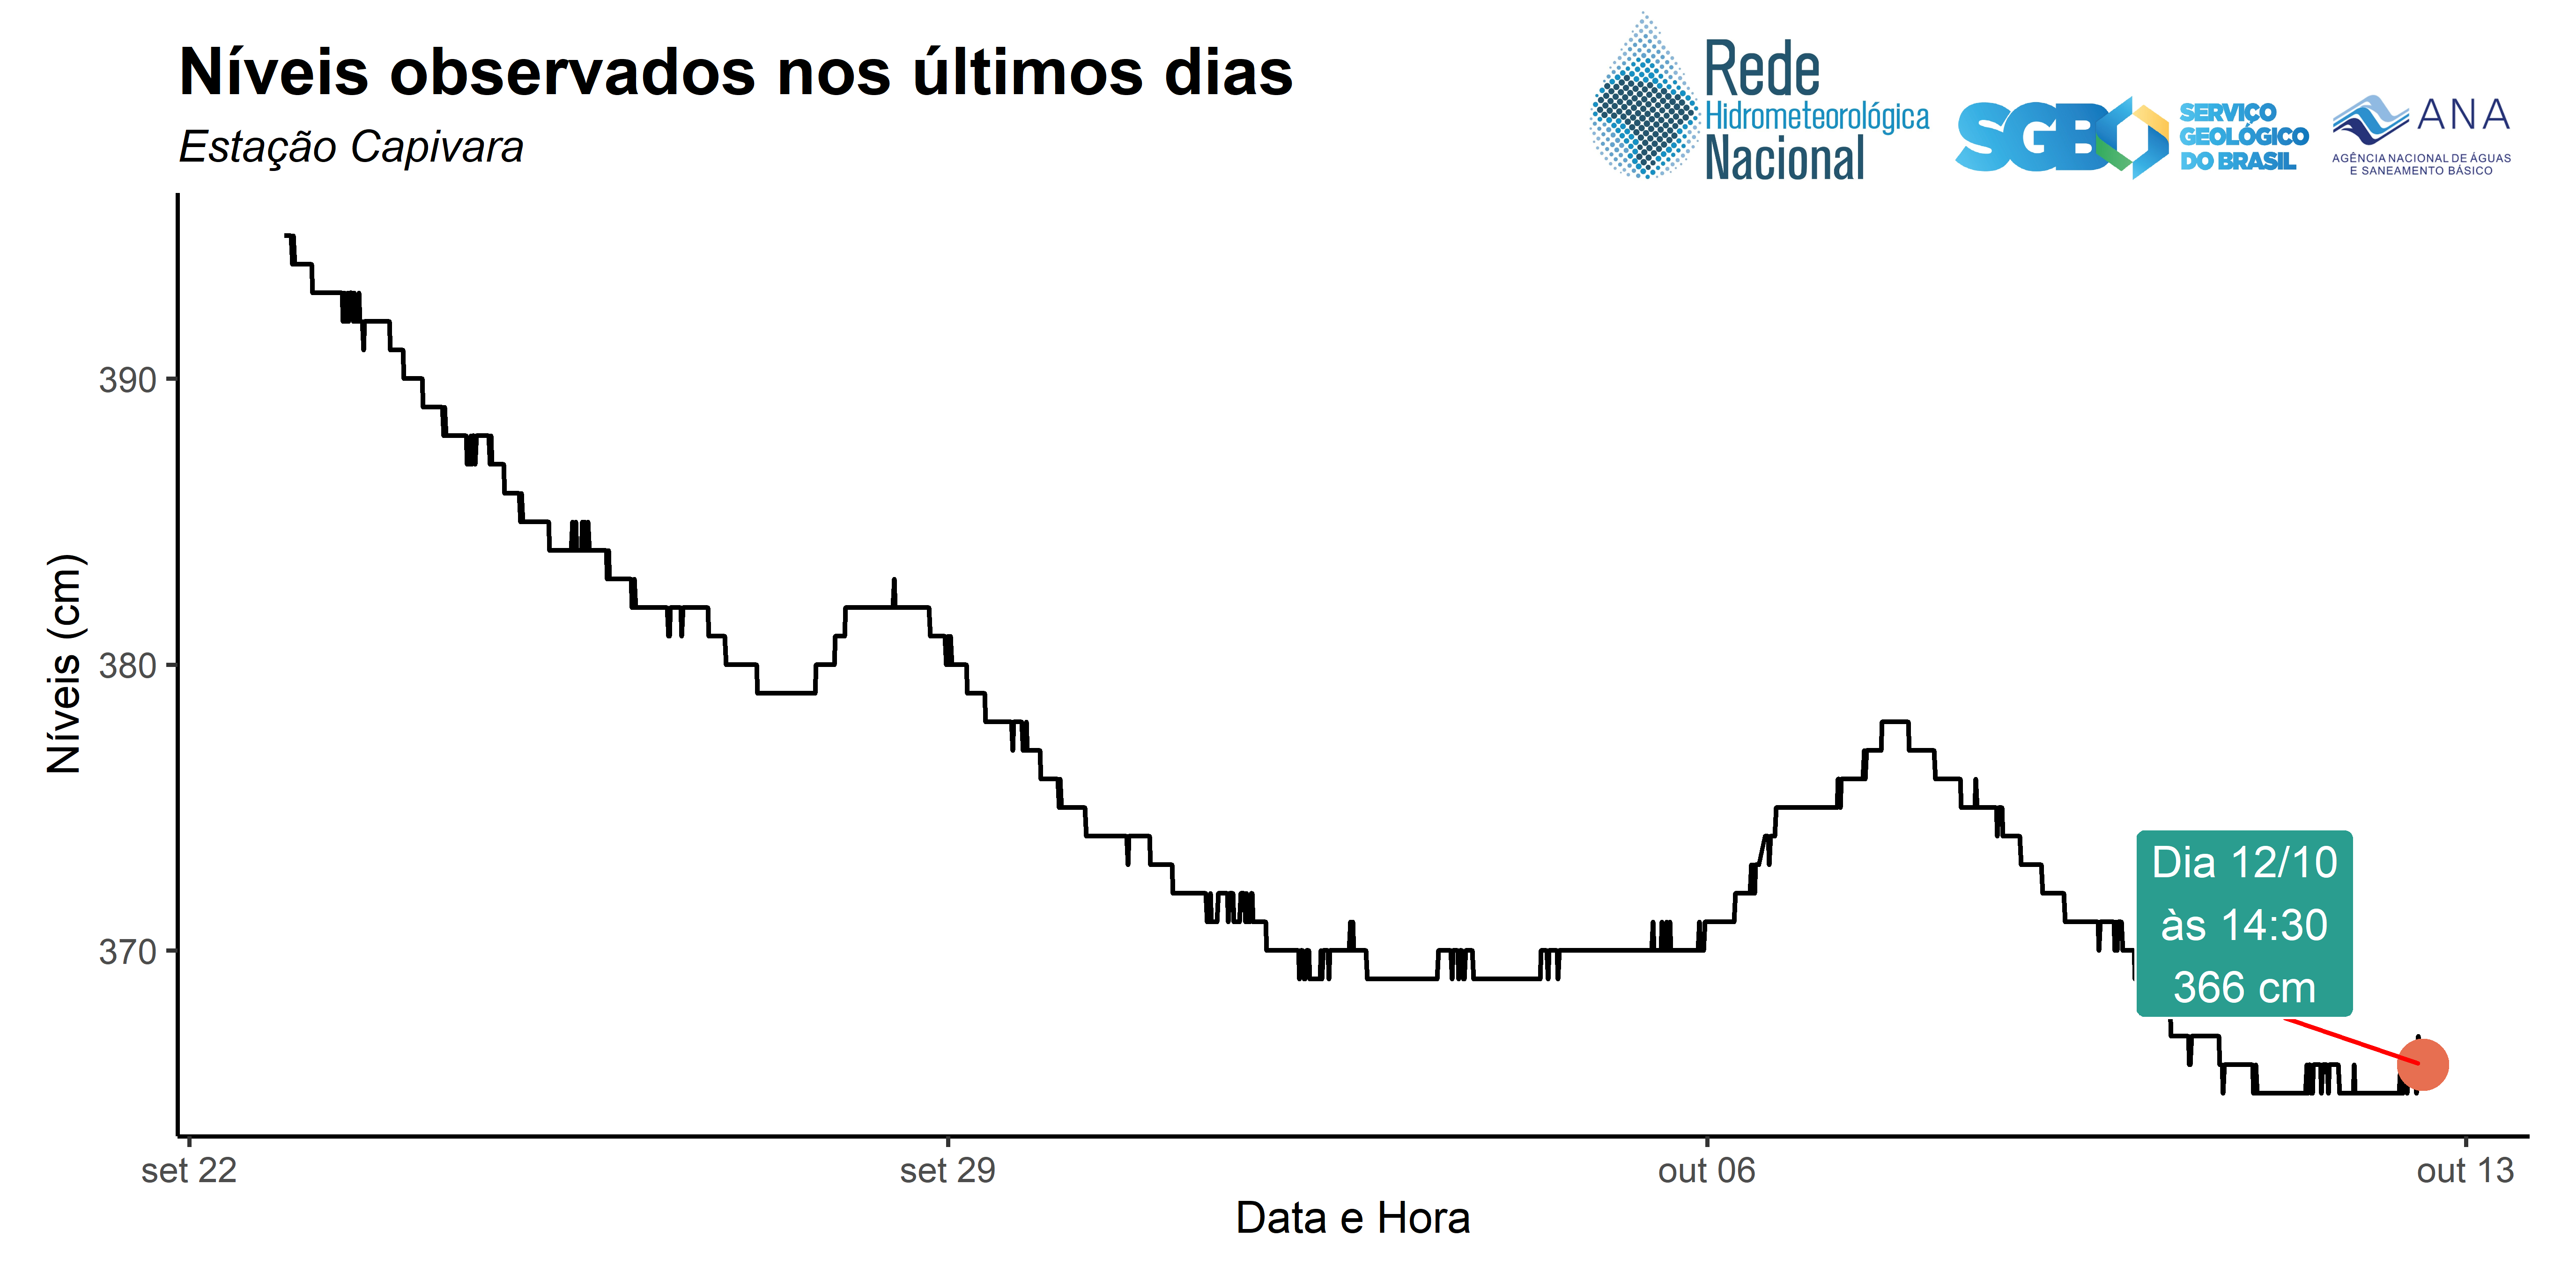 Níveis observados nos últimos dias
Estação Capivara
Rede
Hidrometeorológica
Nacional
SGB
SERVIÇO
GEOLÓGICO
DO BRASIL
ANA
AGÊNCIA NACIONAL DE ÁGUAS
E SANEAMENTO BÁSICO
Níveis (cm)
390
380
370
Dia 12/10
às 14:30
366 cm
set 22
set 29
out 06
out 13
Data e Hora